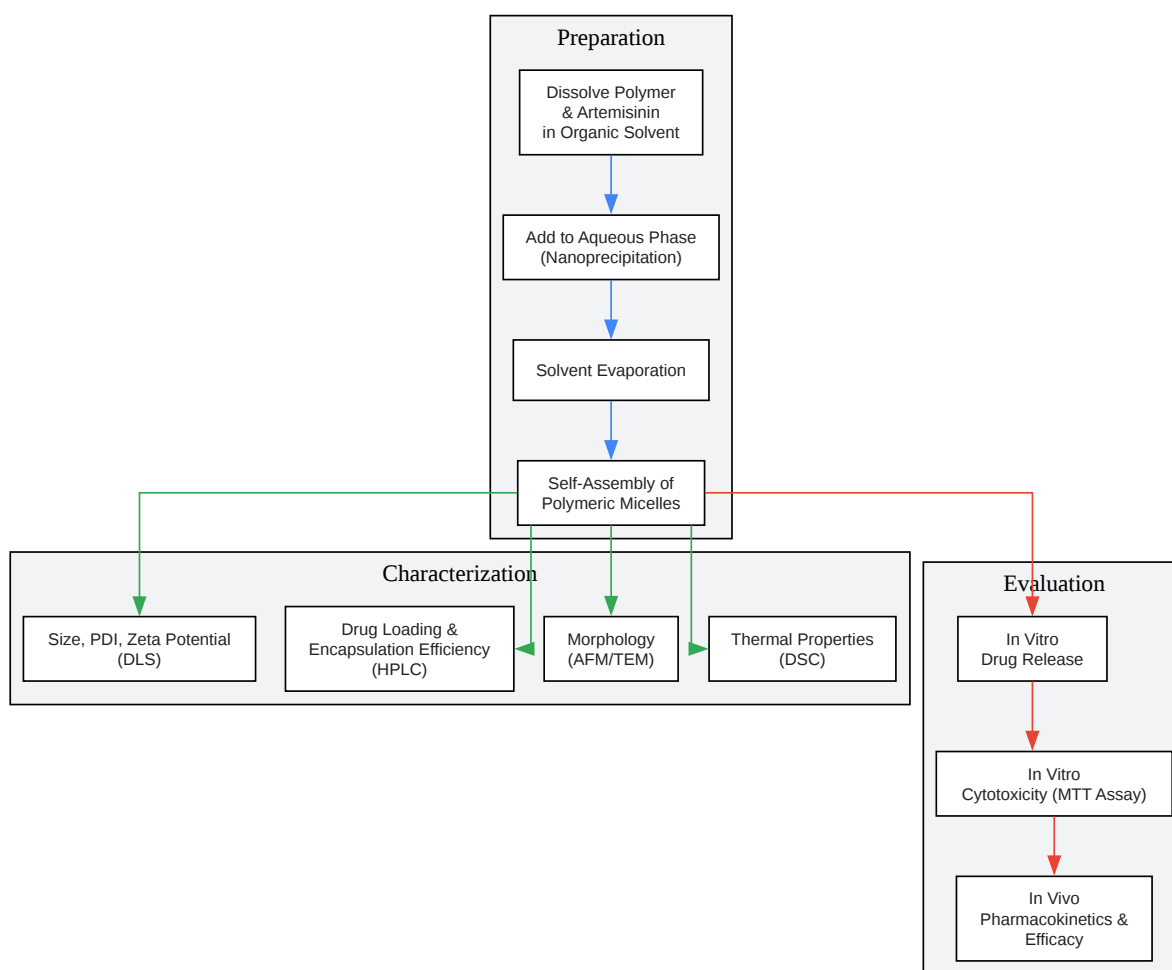 Preparation
Dissolve Polymer
& Artemisinin
in Organic Solvent
Add to Aqueous Phase
(Nanoprecipitation)
Solvent Evaporation
Self-Assembly of
Polymeric Micelles
Characterization
Size, PDI, Zeta Potential
(DLS)
Drug Loading &
Encapsulation Efficiency
(HPLC)
Morphology
(AFM/TEM)
Thermal Properties
(DSC)
Evaluation
In Vitro
Drug Release
In Vitro
Cytotoxicity (MTT Assay)
In Vivo
Pharmacokinetics &
Efficacy